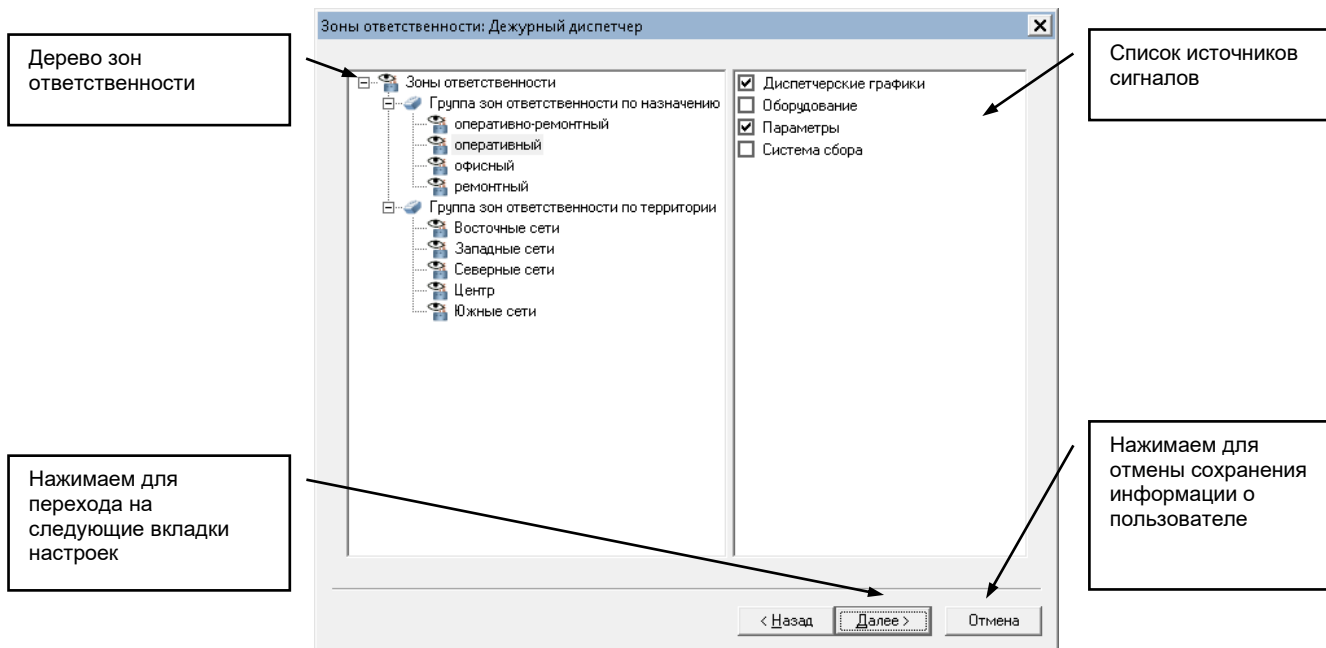 Зоны ответственности: Дежурный диспетчер
Дерево зон
ответственности
Зоны ответственности
Группа зон ответственности по назначению
оперативно-ремонтный
оперативный
офисный
ремонтный
Группа зон ответственности по территории
Восточные сети
Западные сети
Северные сети
Центр
Южные сети
Диспетчерские графики
Оборудование
Параметры
Система сбора
Список источников
сигналов
Нажимаем для
перехода на
следующие вкладки
настроек
Нажимаем для
отмены сохранения
информации о
пользователе
< Назад
Далее >
Отмена